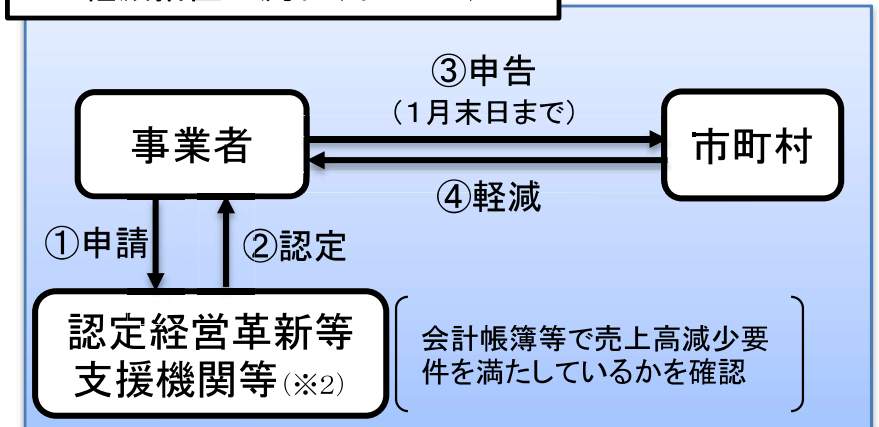 ③申告
（１月末日まで）
事業者
市町村
④軽減
①申請
②認定
認定経営革新等
支援機関等(※2)
会計帳簿等で売上高減少要
件を満たしているかを確認